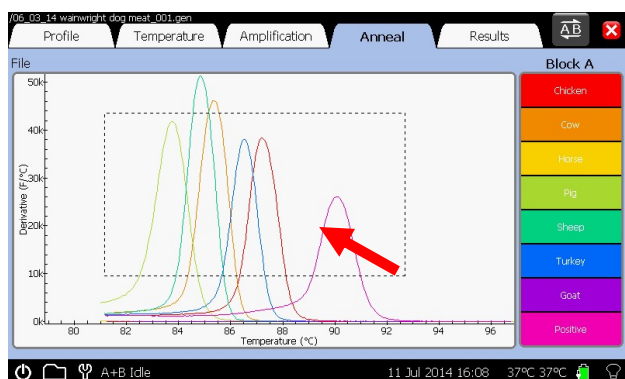 /06_03_14 wainwright dog meat_001.gen
Profile Temperature Amplification Anneal Results AB
File Block A
50k
40k
30k
20k
10k
0k
Derivative (F/°C)
80 82 84 86 88 90 92 94 96
Temperature (°C)
Chicken
Cow
Horse
Pig
Sheep
Turkey
Goat
Positive
A+B Idle 11 Jul 2014 16:08 37°C 37°C